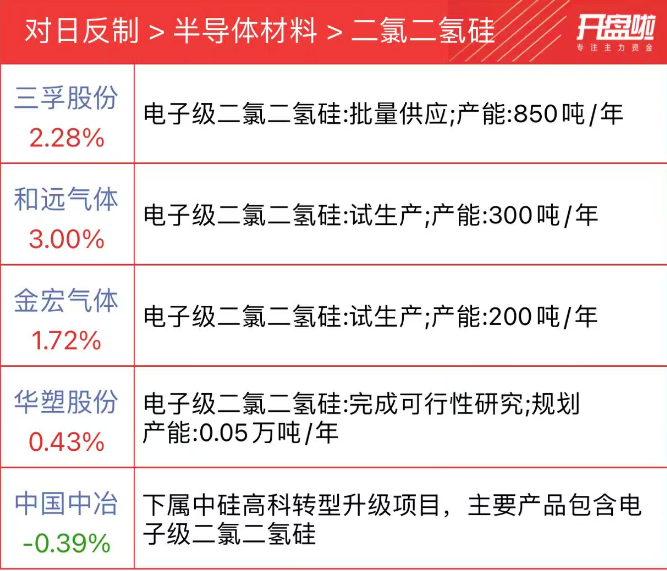 对日反制 > 半导体材料 > 二氯二氢硅
开盘啦
专注主力资金
三孚股份
2.28%
电子级二氯二氢硅:批量供应;产能:850吨/年
和远气体
3.00%
电子级二氯二氢硅:试生产;产能:300吨/年
金宏气体
1.72%
电子级二氯二氢硅:试生产;产能:200吨/年
华塑股份
0.43%
电子级二氯二氢硅:完成可行性研究;规划
产能:0.05万吨/年
中国中冶
-0.39%
下属中硅高科转型升级项目，主要产品包含电
子级二氯二氢硅